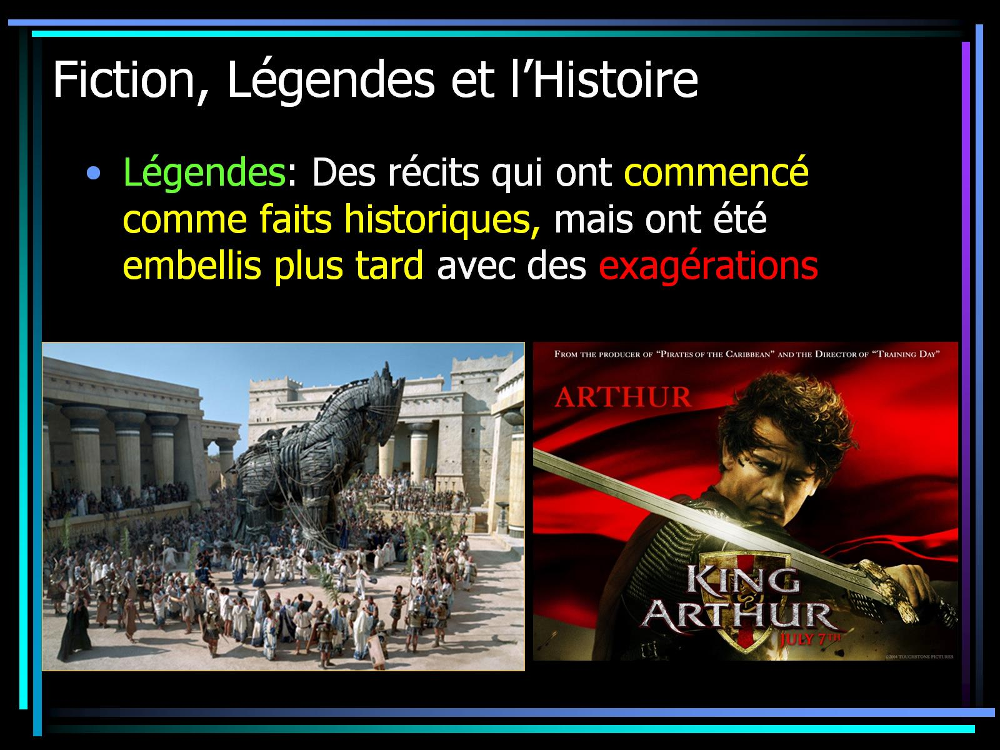 Fiction, Légendes et l’Histoire
• Légendes: Des récits qui ont commencé
comme faits historiques, mais ont été
embellis plus tard avec des exagérations
FROM THE PRODUCER OF “PIRATES OF THE CARIBBEAN” AND THE DIRECTOR OF “TRAINING DAY”
ARTHUR
KING
ARTHUR
JULY 7TH
©2004 TOUCHSTONE PICTURES